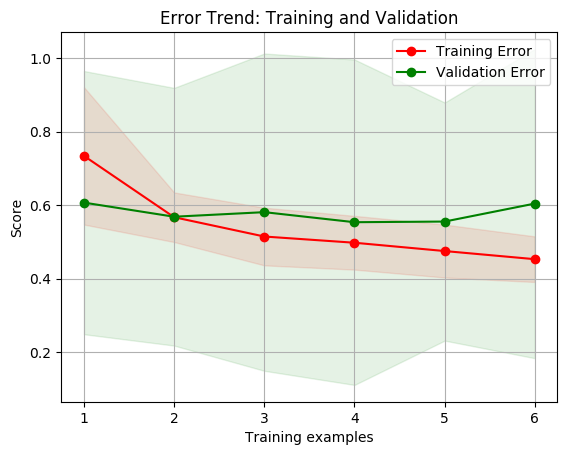 Error Trend: Training and Validation
Training Error
Validation Error
Score
1.0
0.8
0.6
0.4
0.2
1 2 3 4 5 6
Training examples